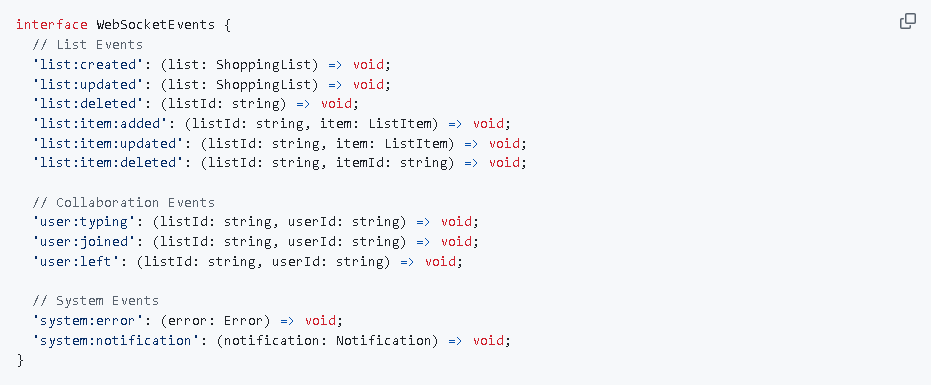 interface WebSocketEvents {
  // List Events
  'list:created': (list: ShoppingList) => void;
  'list:updated': (list: ShoppingList) => void;
  'list:deleted': (listId: string) => void;
  'list:item:added': (listId: string, item: ListItem) => void;
  'list:item:updated': (listId: string, item: ListItem) => void;
  'list:item:deleted': (listId: string, itemId: string) => void;

  // Collaboration Events
  'user:typing': (listId: string, userId: string) => void;
  'user:joined': (listId: string, userId: string) => void;
  'user:left': (listId: string, userId: string) => void;

  // System Events
  'system:error': (error: Error) => void;
  'system:notification': (notification: Notification) => void;
}